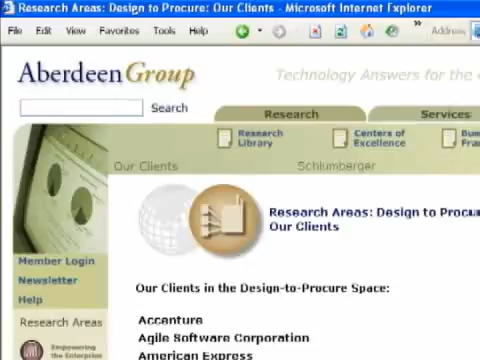 Research Areas: Design to Procure: Our Clients - Microsoft Internet Explorer
File Edit View Favorites Tools Help
Address
AberdeenGroup
Technology Answers for the
Search
Research
Services
Research Library
Centers of Excellence
Our Clients
Schlumberger
Research Areas: Design to Procu
Our Clients
Member Login
Newsletter
Help
Our Clients in the Design-to-Procure Space:
Research Areas
Accenture
Agile Software Corporation
American Express
Empowering the Enterprise